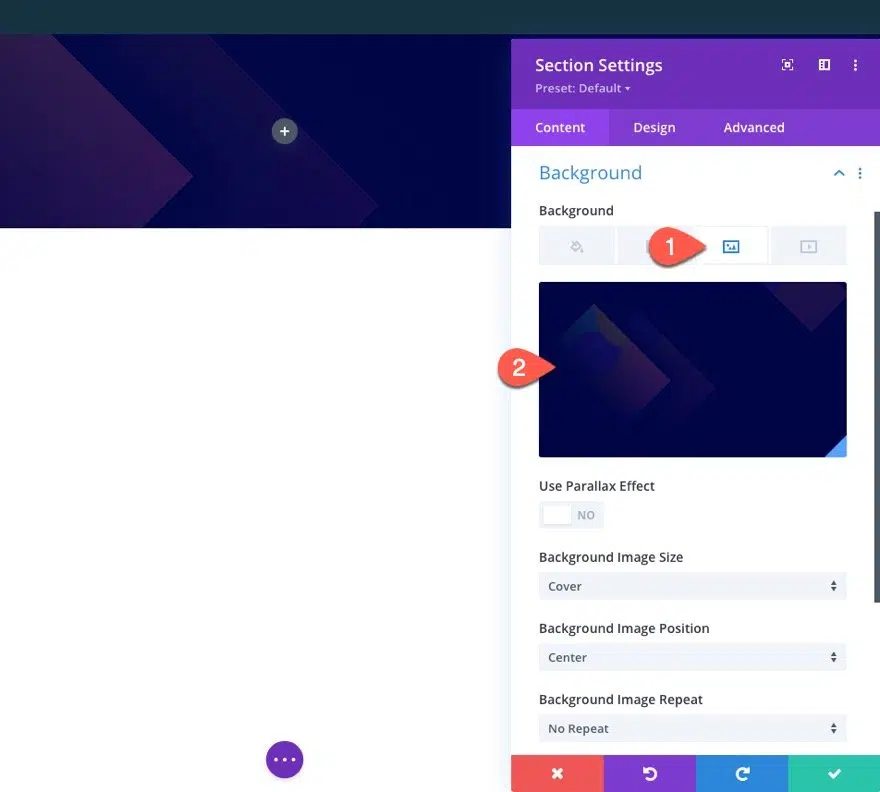 Section Settings
Preset: Default
Content Design Advanced
Background
Background
1
2
Use Parallax Effect
NO
Background Image Size
Cover
Background Image Position
Center
Background Image Repeat
No Repeat